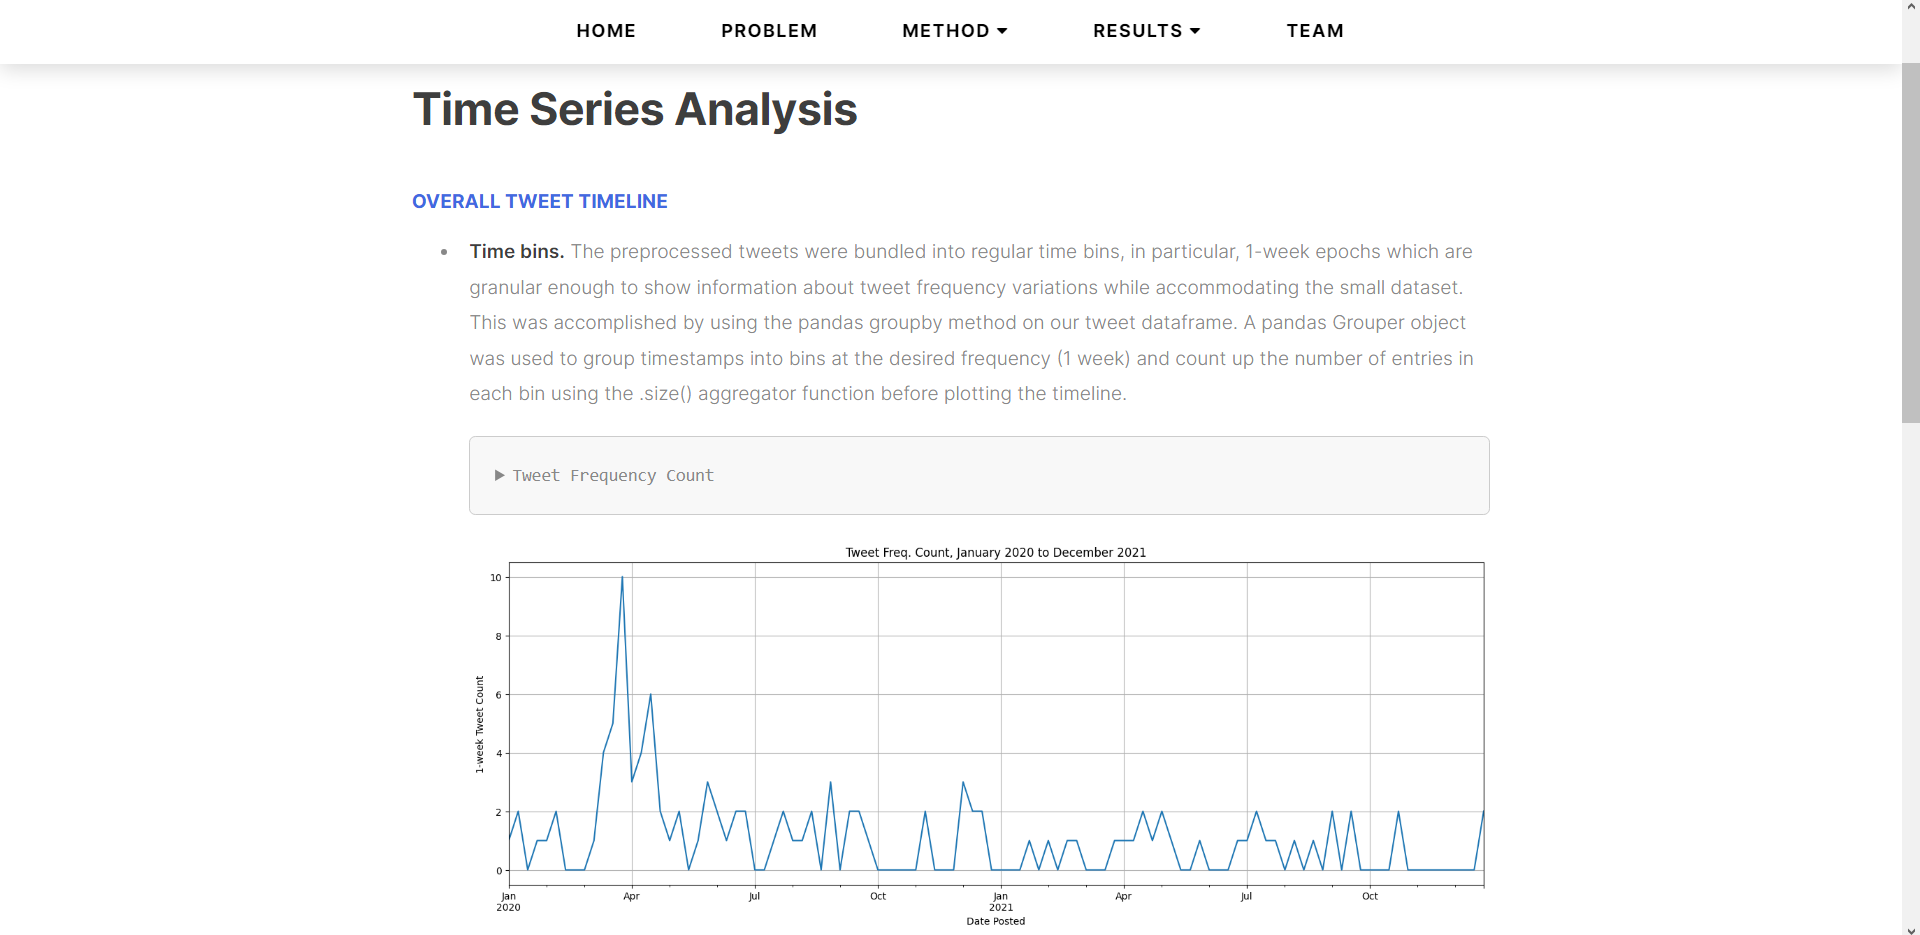 HOME PROBLEM METHOD RESULTS TEAM
Time Series Analysis
OVERALL TWEET TIMELINE
Time bins. The preprocessed tweets were bundled into regular time bins, in particular, 1-week epochs which are
granular enough to show information about tweet frequency variations while accommodating the small dataset.
This was accomplished by using the pandas groupby method on our tweet dataframe. A pandas Grouper object
was used to group timestamps into bins at the desired frequency (1 week) and count up the number of entries in
each bin using the .size() aggregator function before plotting the timeline.
Tweet Frequency Count
Tweet Freq. Count, January 2020 to December 2021
1-week Tweet Count
10
8
6
4
2
0
Jan Apr Jul Oct Jan Apr Jul Oct
2020 2021
Date Posted